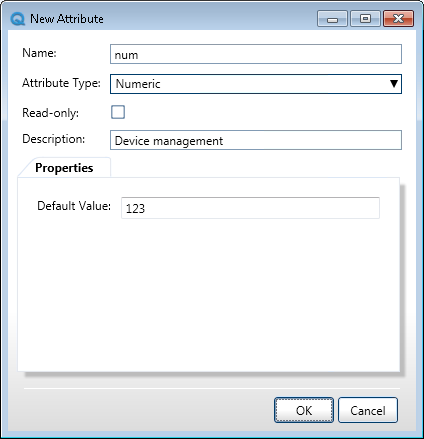 New Attribute
Name: num
Attribute Type: Numeric
Read-only:
Description: Device management
Properties
Default Value: 123
OK Cancel